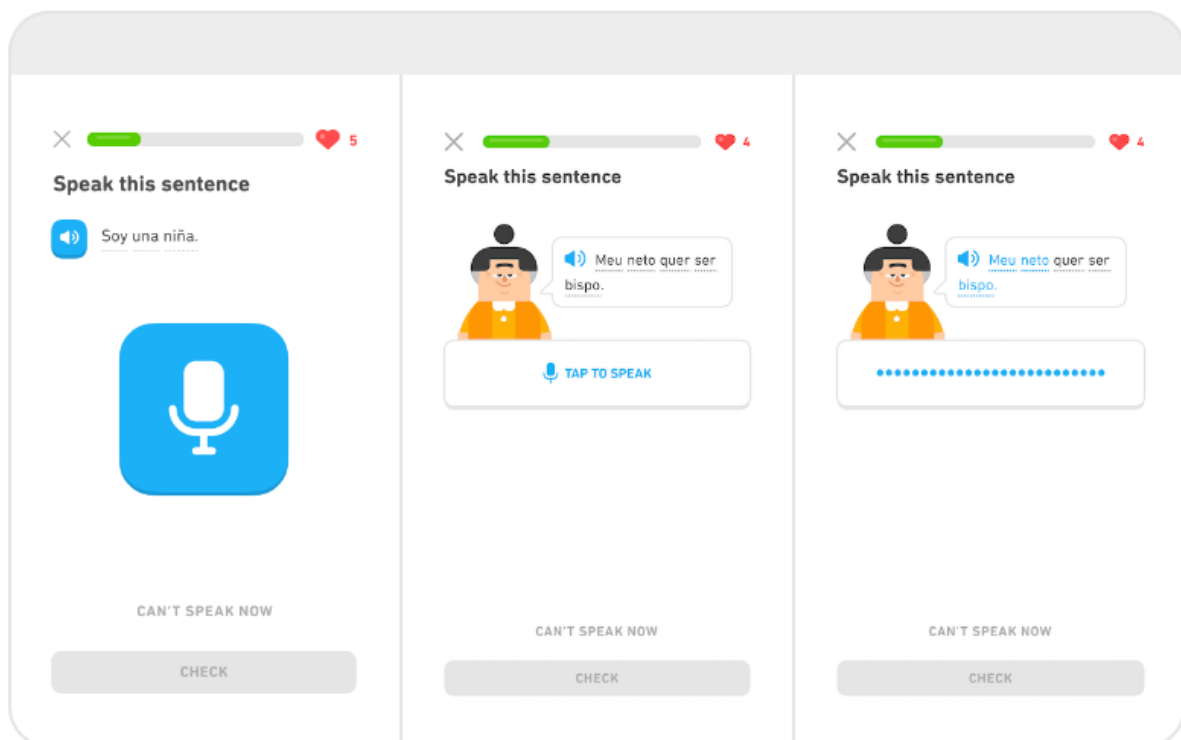 5
Speak this sentence
Soy una niña.
CAN'T SPEAK NOW
CHECK
4
Speak this sentence
Meu neto quer ser
bispo.
TAP TO SPEAK
CAN'T SPEAK NOW
CHECK
4
Speak this sentence
Meu neto quer ser
bispo.
CAN'T SPEAK NOW
CHECK